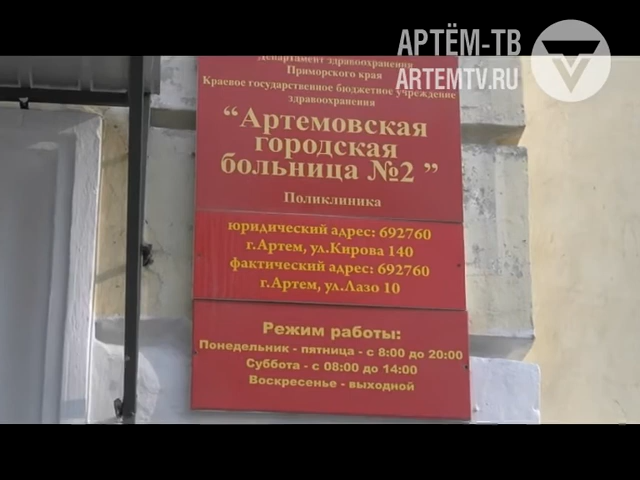 АРТЁМ-ТВ
ARTEMTV.RU
Департамент здравоохранения
Приморского края
Краевое государственное бюджетное учреждение
здравоохранения
“Артемовская
городская
больница №2 ”
Поликлиника
юридический адрес: 692760
г.Артем, ул.Кирова 140
фактический адрес: 692760
г.Артем, ул.Лазо 10
Режим работы:
Понедельник - пятница - с 8:00 до 20:00
Суббота - с 08:00 до 14:00
Воскресенье - выходной